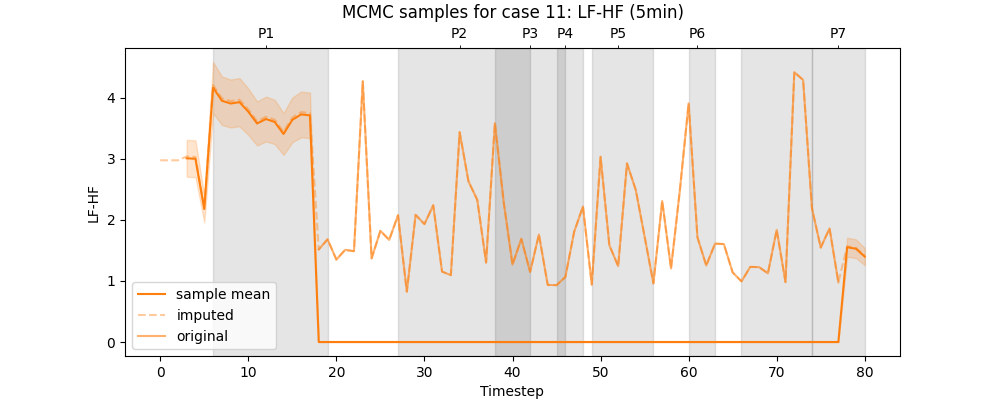 MCMC samples for case 11: LF-HF (5min)
P1 P2 P3 P4 P5 P6 P7
4
3
2
1
0
LF-HF
sample mean
imputed
original
0 10 20 30 40 50 60 70 80
Timestep